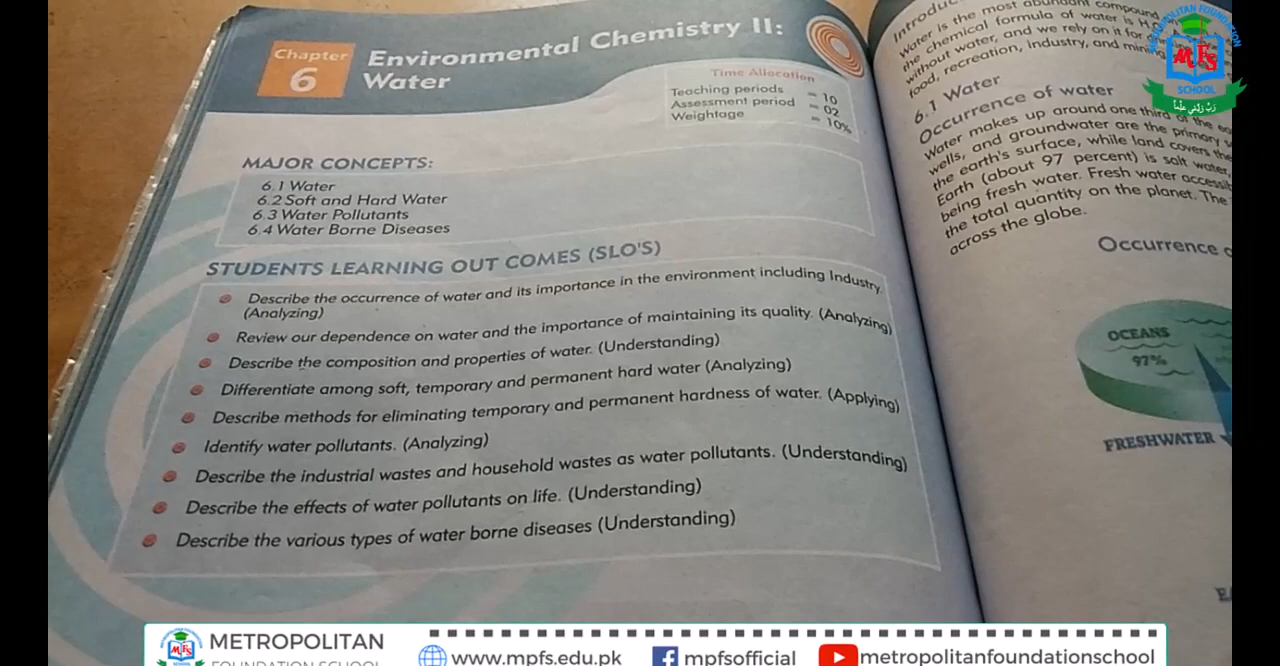 Chapter
6
Environmental Chemistry II:
Water
Time Allocation
Teaching periods = 10
Assessment period = 02
Weightage = 10%
MAJOR CONCEPTS:
6.1 Water
6.2 Soft and Hard Water
6.3 Water Pollutants
6.4 Water Borne Diseases
STUDENTS LEARNING OUT COMES (SLO'S)
Describe the occurrence of water and its importance in the environment including Industry.
(Analyzing)
Review our dependence on water and the importance of maintaining its quality. (Analyzing)
Describe the composition and properties of water. (Understanding)
Differentiate among soft, temporary and permanent hard water (Analyzing)
Describe methods for eliminating temporary and permanent hardness of water. (Applying)
Identify water pollutants. (Analyzing)
Describe the industrial wastes and household wastes as water pollutants. (Understanding)
Describe the effects of water pollutants on life. (Understanding)
Describe the various types of water borne diseases (Understanding)
Water is the most abundant compound
the chemical formula of water is
without water, and we rely on it for
food, recreation, industry, and mining
6.1 Water
Occurrence of water
Water makes up around one third of the
wells, and groundwater are the primary
the earth's surface, while land covers the
Earth (about 97 percent) is salt water,
being fresh water. Fresh water
the total quantity on the planet. The
across the globe.
Occurrence
OCEANS
97%
FRESHWATER
METROPOLITAN FOUNDATION
MFS
SCHOOL
METROPOLITAN
FOUNDATION SCHOOL
www.mpfs.edu.pk
mpfsofficial
metropolitanfoundationschool